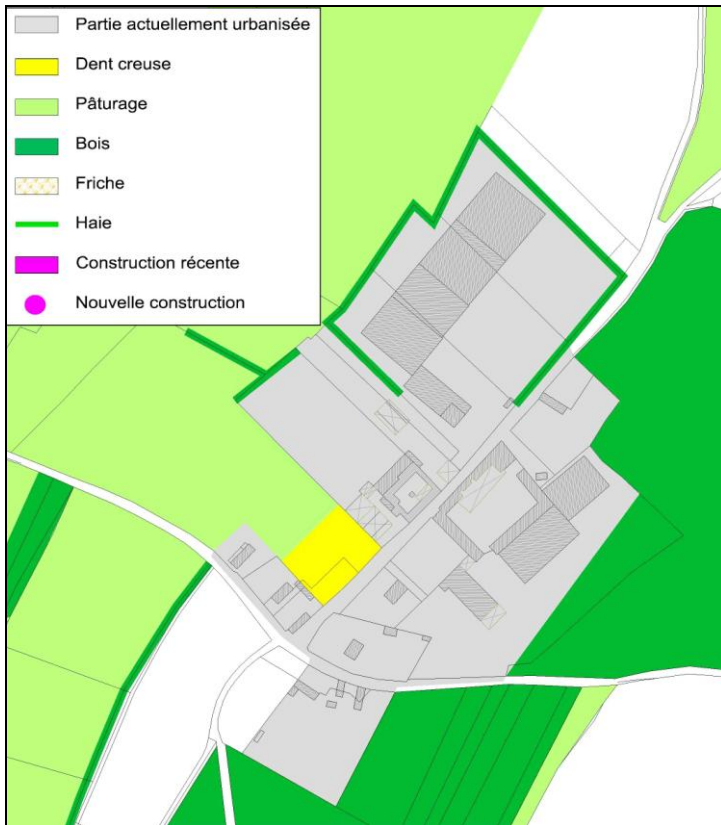 Partie actuellement urbanisée
Dent creuse
Pâturage
Bois
Friche
Haie
Construction récente
Nouvelle construction